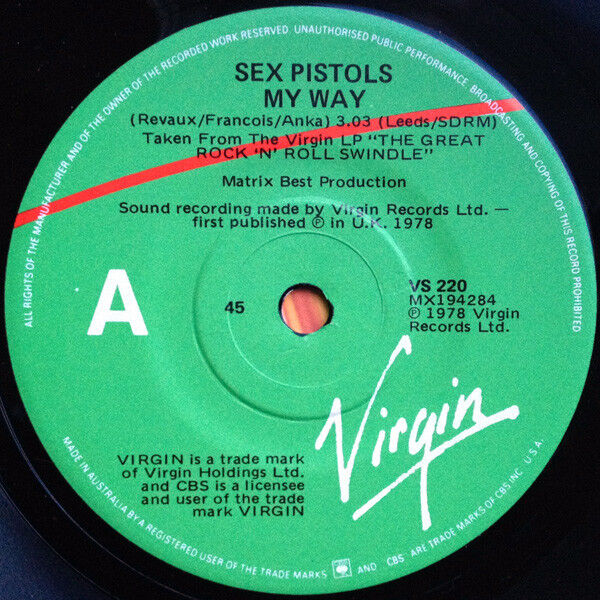 ALL RIGHTS OF THE MANUFACTURER AND OF THE OWNER OF THE RECORDED WORK RESERVED. UNAUTHORISED PUBLIC PERFORMANCE, BROADCASTING AND COPYING OF THIS RECORD PROHIBITED
SEX PISTOLS
MY WAY
(Revaux/Francois/Anka) 3.03 (Leeds/SDRM)
Taken From The Virgin LP "THE GREAT
ROCK 'N' ROLL SWINDLE"
Matrix Best Production
Sound recording made by Virgin Records Ltd. —
first published ℗ in U.K. 1978
A
45
VS 220
MX194284
℗ 1978 Virgin
Records Ltd.
Virgin
VIRGIN is a trade mark
of Virgin Holdings Ltd.
and CBS is a licensee
and user of the trade
mark VIRGIN
MADE IN AUSTRALIA BY A REGISTERED USER OF THE TRADE MARKS AND CBS· ARE TRADE MARKS OF CBS INC U.S.A.